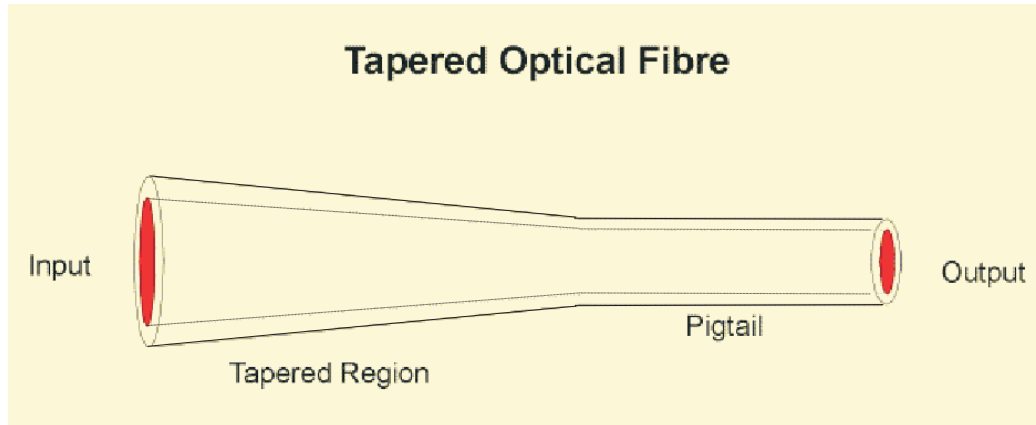 Tapered Optical Fibre
Input
Output
Pigtail
Tapered Region